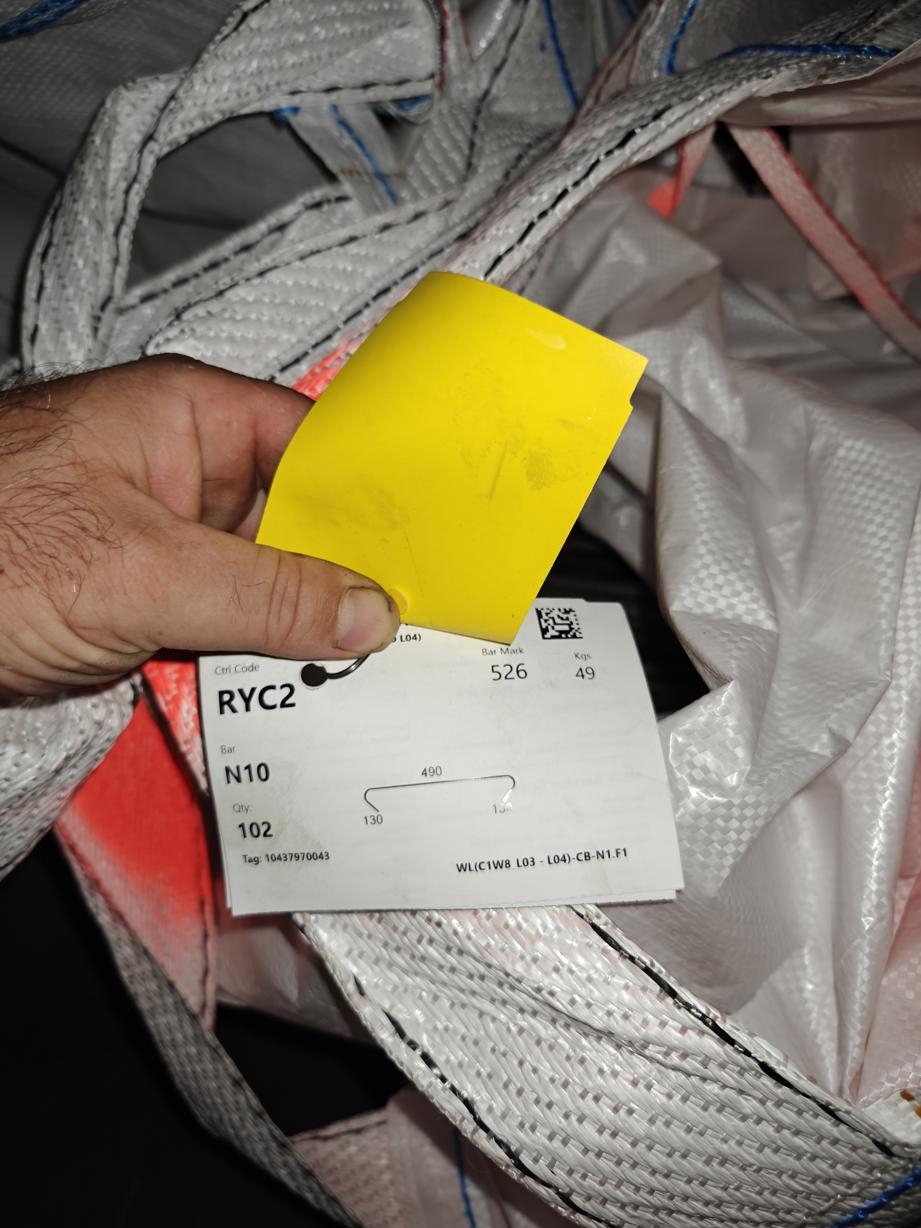 L04)
Ctrl Code
RYC2
Bar Mark
526
Kgs
49
Bar
N10
Qty:
102
490
130
Tag: 10437970043
WL(C1W8 L03 - L04)-CB-N1.F1